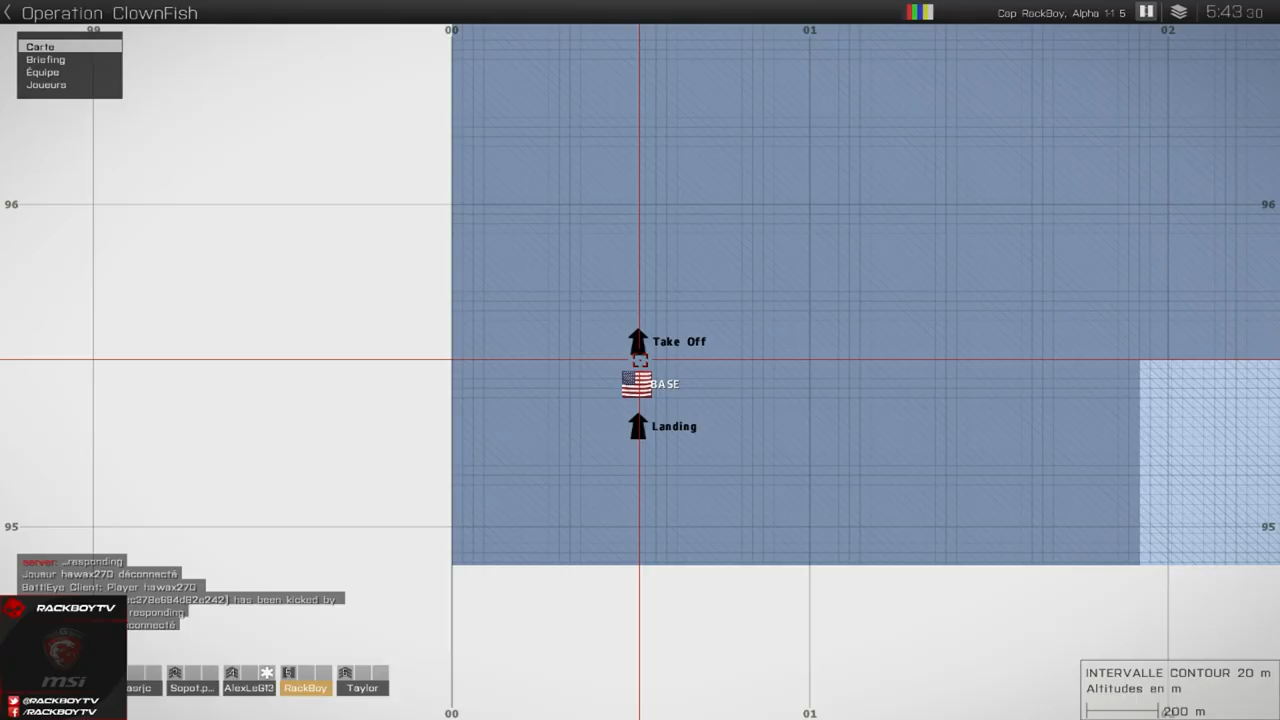 Operation ClownFish
Cap RackBoy, Alpha 1-1 5
5:43 30
99
00
01
02
Carte
Briefing
Équipe
Joueurs
96
96
Take Off
BASE
Landing
95
95
server: ...responding
Joueur hawax270 déconnecté
BattlEye Client: Player hawax270
has been kicked by
responding
RACKBOYTV
msi
@RACKBOYTV
/RACKBOYTV
Sopot.p... AlexLeG13 RackBoy Taylor
INTERVALLE CONTOUR 20 m
Altitudes en m
200 m
00
01